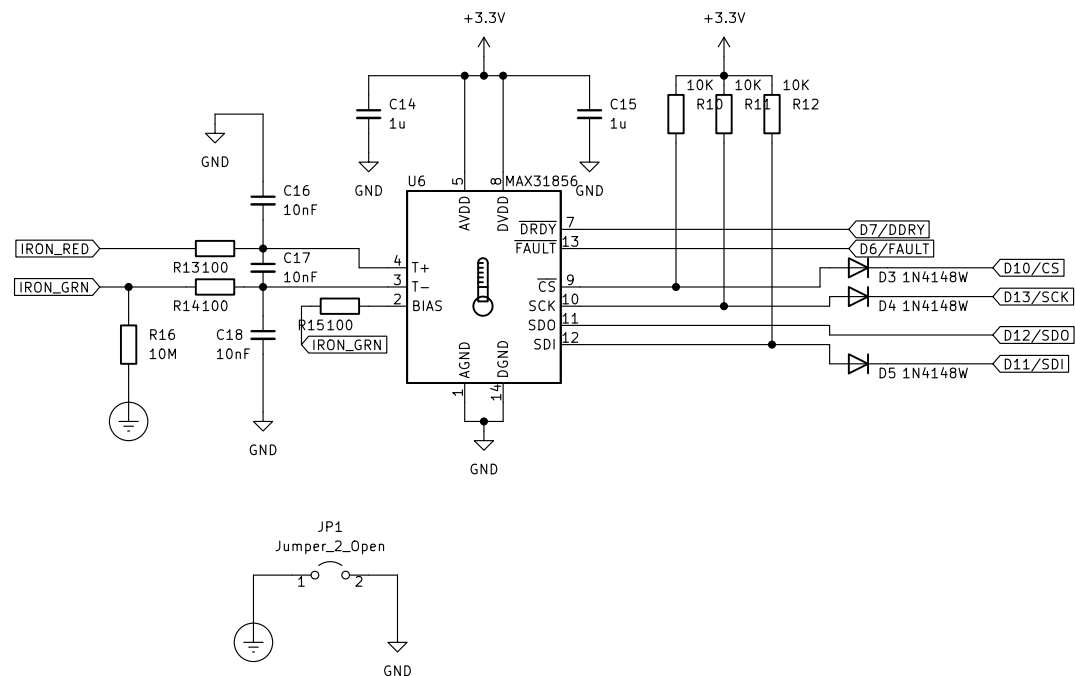 +3.3V
+3.3V
C14
1u
C15
1u
10K
R10
10K
R11
10K
R12
GND
GND
GND
U6
MAX31856
5
8
AVDD
DVDD
C16
10nF
IRON_RED
R13100
C17
10nF
IRON_GRN
R14100
4
T+
3
T-
2
BIAS
R15100
IRON_GRN
R16
10M
C18
10nF
GND
DRDY
7
D7/DDRY
FAULT
13
D6/FAULT
CS
9
D3 1N4148W
D10/CS
SCK
10
D4 1N4148W
D13/SCK
SDO
11
D12/SDO
SDI
12
D5 1N4148W
D11/SDI
AGND
DGND
1
14
GND
JP1
Jumper_2_Open
1
2
GND